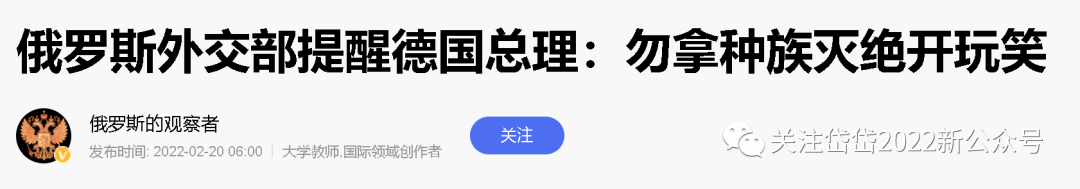 俄罗斯外交部提醒德国总理：勿拿种族灭绝开玩笑
俄罗斯的观察者
关注
发布时间: 2022-02-20 06:00 | 大学教师,国际领域创作者
关注岱岱2022新公众号